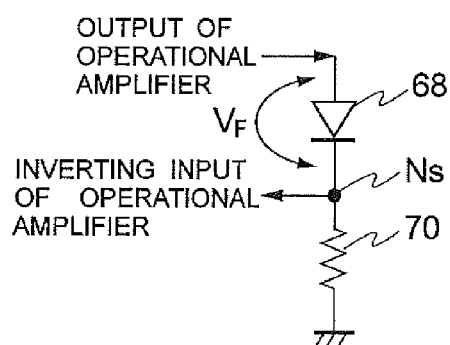 OUTPUT OF
OPERATIONAL
AMPLIFIER
68
VF
INVERTING INPUT
OF OPERATIONAL
AMPLIFIER
Ns
70